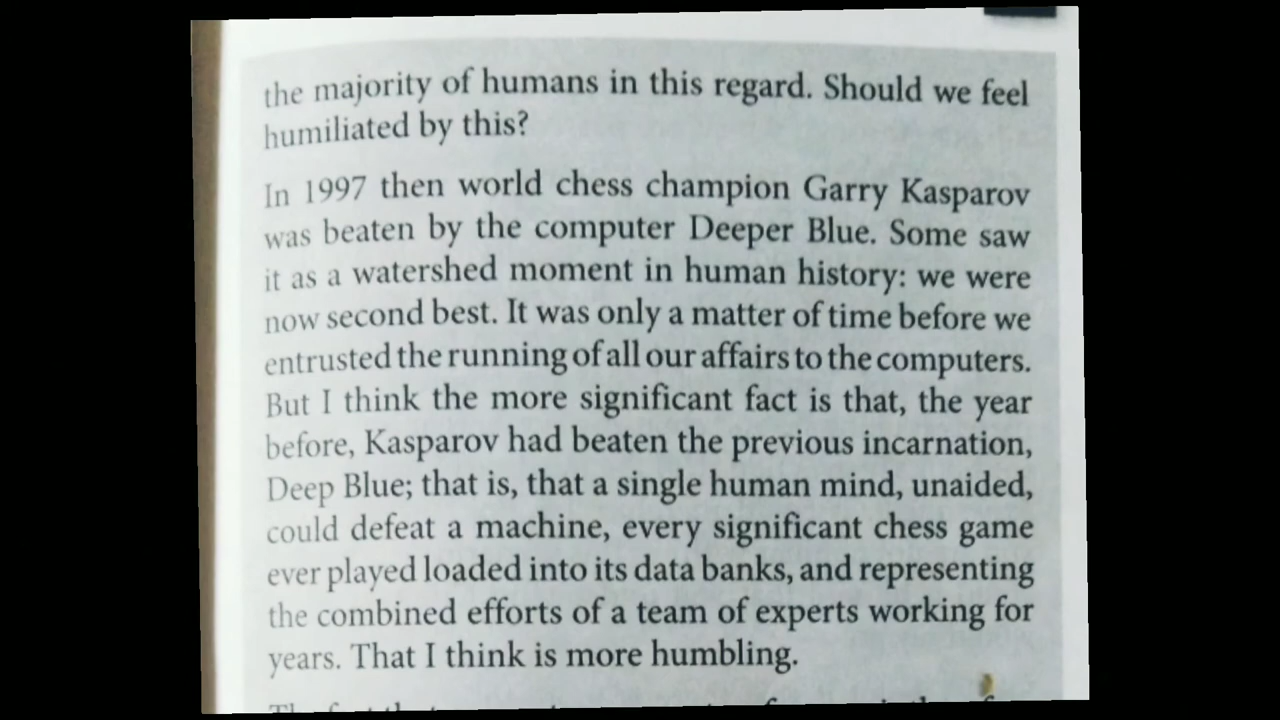 the majority of humans in this regard. Should we feel
humiliated by this?
In 1997 then world chess champion Garry Kasparov
was beaten by the computer Deeper Blue. Some saw
it as a watershed moment in human history: we were
now second best. It was only a matter of time before we
entrusted the running of all our affairs to the computers.
But I think the more significant fact is that, the year
before, Kasparov had beaten the previous incarnation,
Deep Blue; that is, that a single human mind, unaided,
could defeat a machine, every significant chess game
ever played loaded into its data banks, and representing
the combined efforts of a team of experts working for
years. That I think is more humbling.